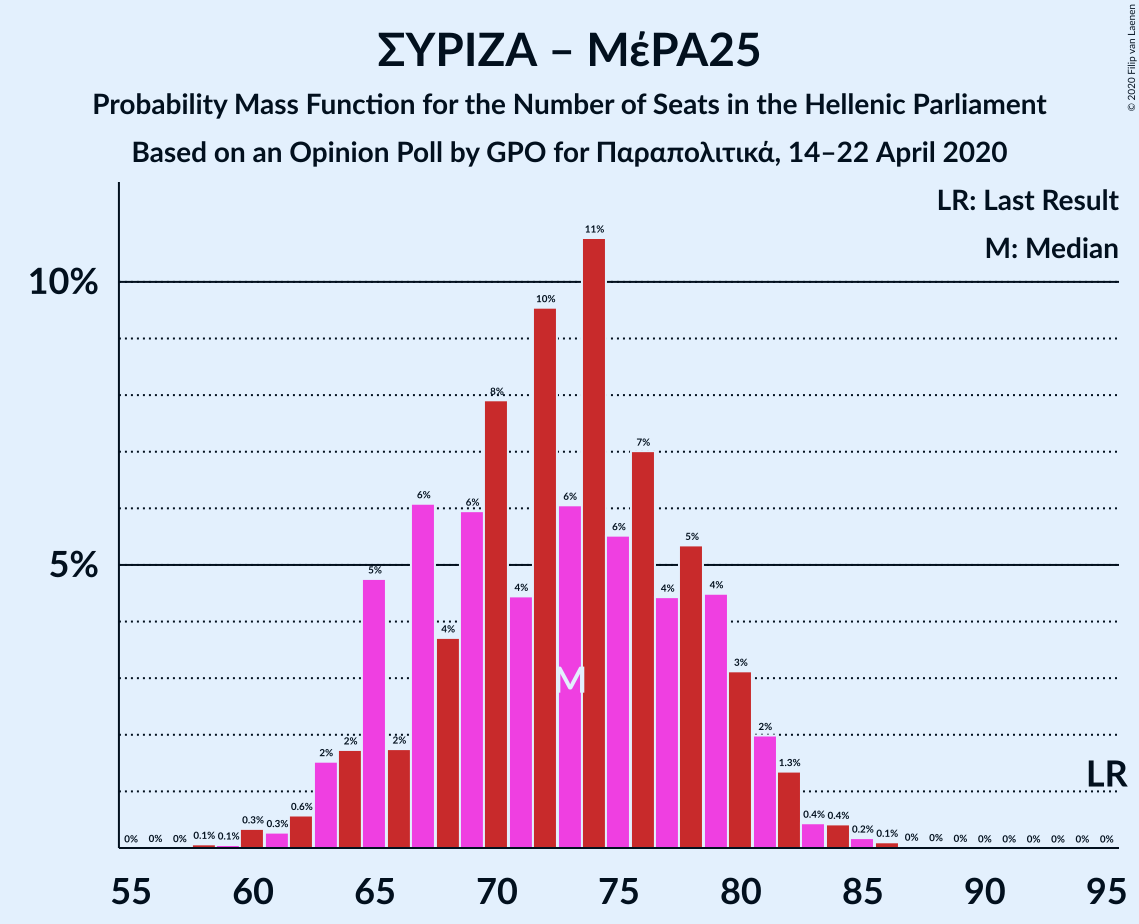 ΣΥΡΙΖΑ – ΜέΡΑ25
Probability Mass Function for the Number of Seats in the Hellenic Parliament
Based on an Opinion Poll by GPO for Παραπολιτικά, 14–22 April 2020
© 2020 Filip van Laenen
LR: Last Result
M: Median
10%
5%
0% 0% 0% 0.1% 0.1% 0.3% 0.3% 0.6% 2% 2% 5% 2% 6% 4% 6% 8% 4% 10% 6% 11% 6% 7% 4% 5% 4% 3% 2% 1.3% 0.4% 0.4% 0.2% 0.1% 0% 0% 0% 0% 0% 0% 0% 0% 0%
M
LR
55 60 65 70 75 80 85 90 95